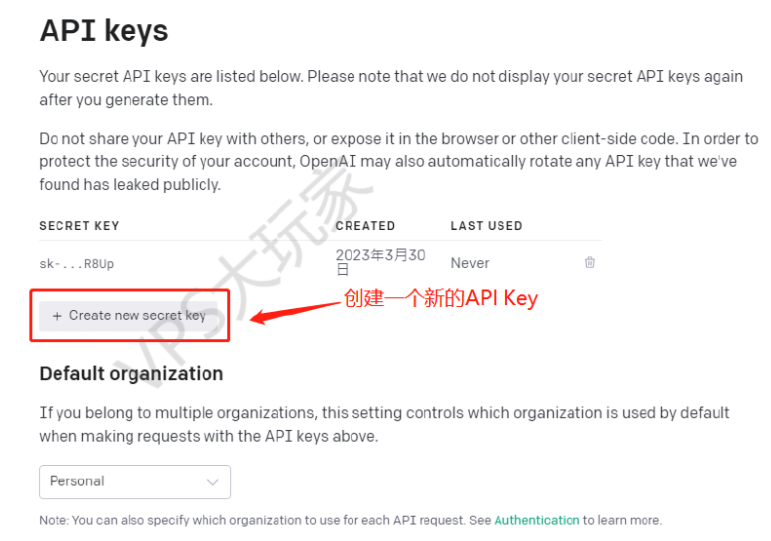 API keys
Your secret API keys are listed below. Please note that we do not display your secret API keys again
after you generate them.
Do not share your API key with others, or expose it in the browser or other client-side code. In order to
protect the security of your account, OpenAI may also automatically rotate any API key that we've
found has leaked publicly.
SECRET KEY CREATED LAST USED
sk-...R8Up 2023年3月30日 Never
+ Create new secret key
创建一个新的API Key
Default organization
If you belong to multiple organizations, this setting controls which organization is used by default
when making requests with the API keys above.
Personal
Note: You can also specify which organization to use for each API request. See Authentication to learn more.
VPS大玩家